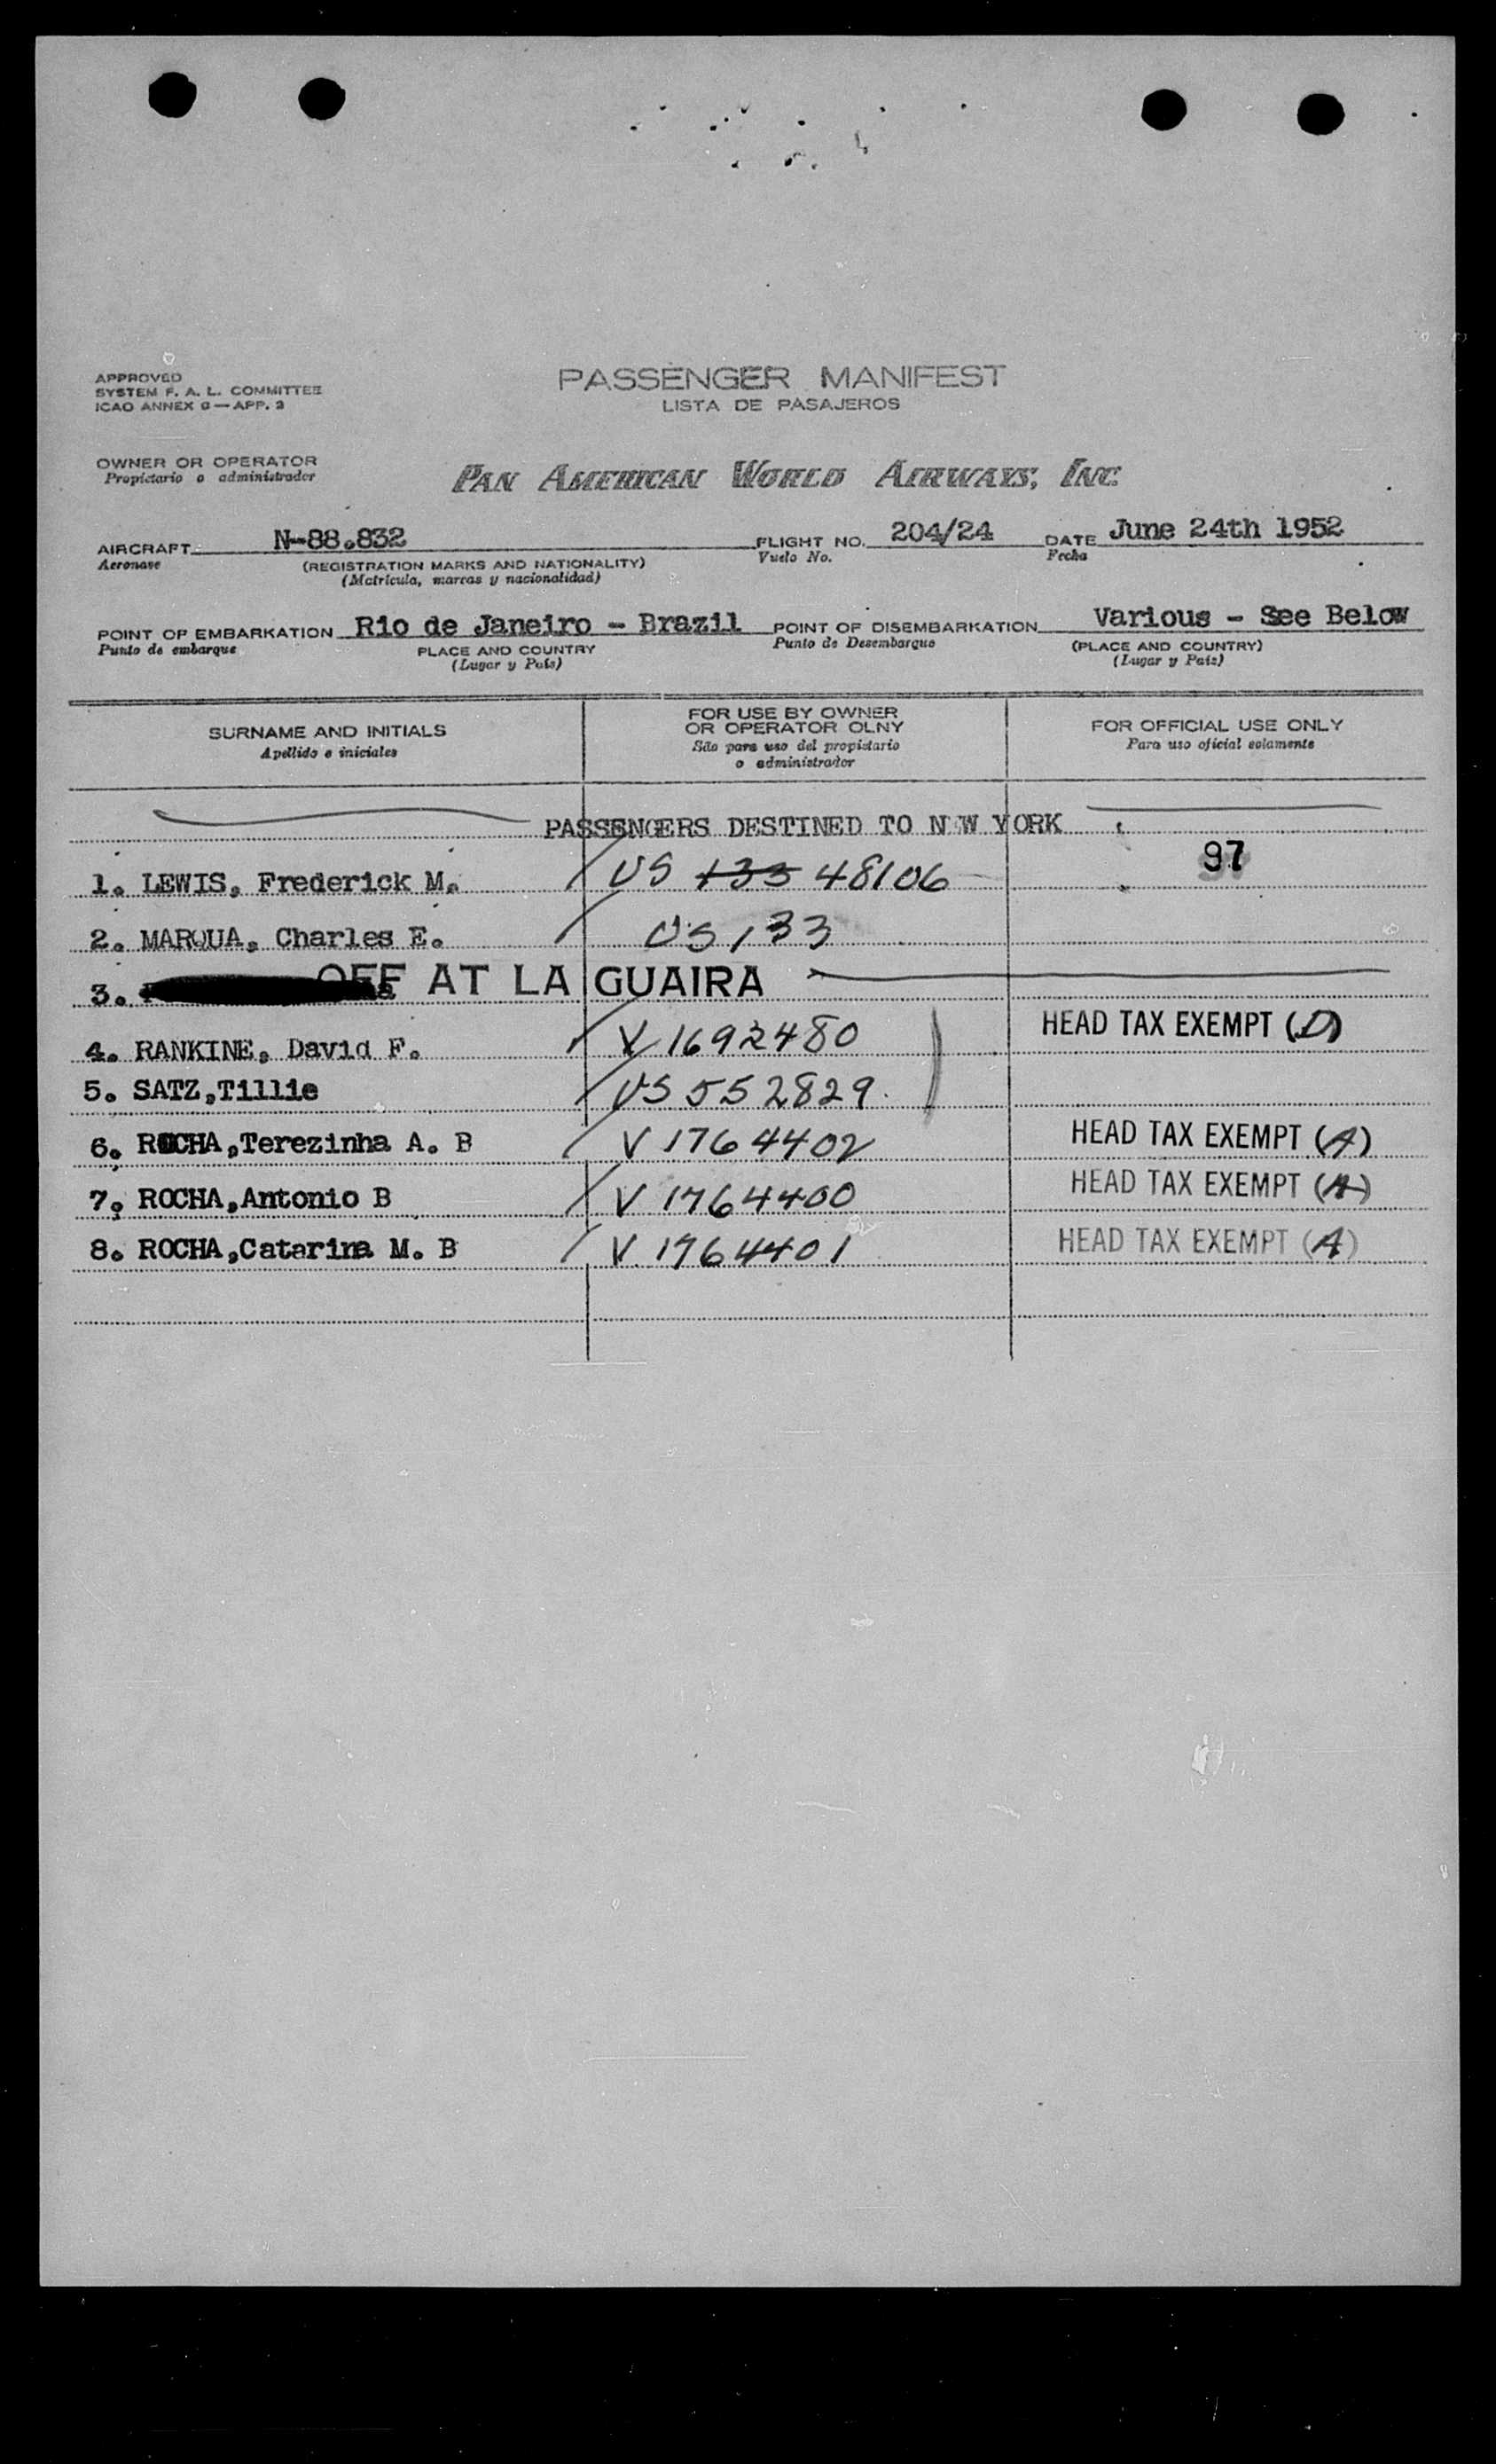 APPROVED
SYSTEM F. A. L. COMMITTEE
ICAO ANNEX 9 — APP. 3
PASSENGER MANIFEST
LISTA DE PASAJEROS
OWNER OR OPERATOR
Propietario o administrador
PAN AMERICAN WORLD AIRWAYS, INC.
AIRCRAFT N-88.832 FLIGHT NO. 204/24 DATE June 24th 1952
Aeronave (REGISTRATION MARKS AND NATIONALITY) Vuelo No. Fecha
(Matricula, marcas y nacionalidad)
POINT OF EMBARKATION Rio de Janeiro - Brazil POINT OF DISEMBARKATION Various - See Below
Punto de embarque PLACE AND COUNTRY Punto de Desembarque (PLACE AND COUNTRY)
(Lugar y País) (Lugar y País)
SURNAME AND INITIALS
Apellido e iniciales
FOR USE BY OWNER
OR OPERATOR OLNY
São para uso del propietario
o administrador
FOR OFFICIAL USE ONLY
Para uso oficial solamente
PASSENGERS DESTINED TO N W YORK
97
1. LEWIS, Frederick M. US 133 48106
2. MARQUA, Charles E. US 133
3. OFF AT LA GUAIRA
4. RANKINE, David F. V 1692480 HEAD TAX EXEMPT (D)
5. SATZ,Tillie US 552829
6. ROCHA,Terezinha A. B V 1764402 HEAD TAX EXEMPT (A)
7. ROCHA,Antonio B V 1764400 HEAD TAX EXEMPT (A)
8. ROCHA,Catarina M. B V 1764401 HEAD TAX EXEMPT (A)